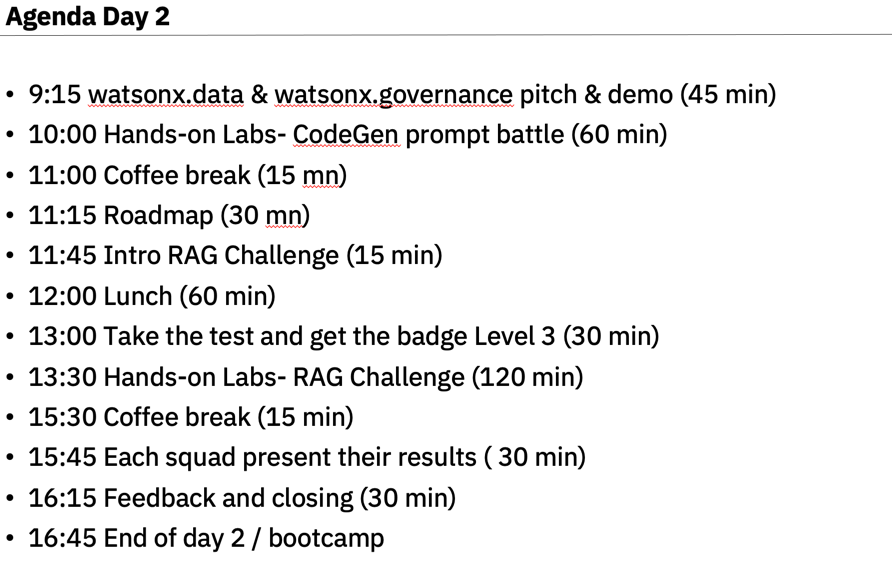 Agenda Day 2
• 9:15 watsonx.data & watsonx.governance pitch & demo (45 min)
• 10:00 Hands-on Labs- CodeGen prompt battle (60 min)
• 11:00 Coffee break (15 mn)
• 11:15 Roadmap (30 mn)
• 11:45 Intro RAG Challenge (15 min)
• 12:00 Lunch (60 min)
• 13:00 Take the test and get the badge Level 3 (30 min)
• 13:30 Hands-on Labs- RAG Challenge (120 min)
• 15:30 Coffee break (15 min)
• 15:45 Each squad present their results ( 30 min)
• 16:15 Feedback and closing (30 min)
• 16:45 End of day 2 / bootcamp